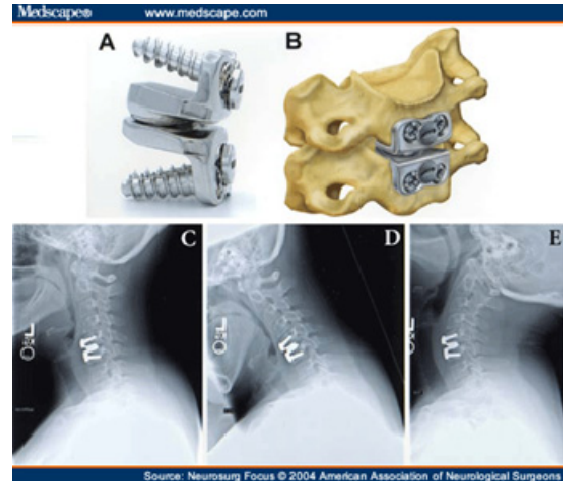 Medscape® www.medscape.com
A B
C D E
Source: Neurosurg Focus © 2004 American Association of Neurological Surgeons